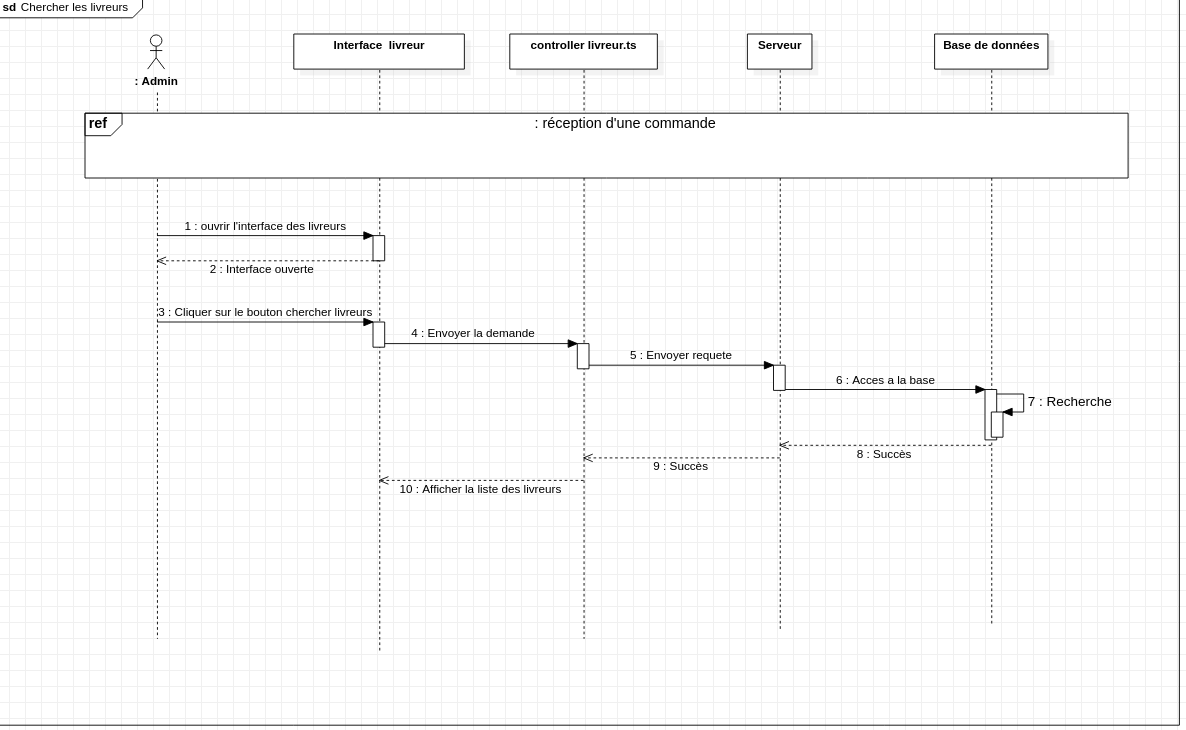 sd Chercher les livreurs
Interface livreur
controller livreur.ts
Serveur
Base de données
: Admin
ref
: réception d'une commande
1 : ouvrir l'interface des livreurs
2 : Interface ouverte
3 : Cliquer sur le bouton chercher livreurs
4 : Envoyer la demande
5 : Envoyer requete
6 : Acces a la base
7 : Recherche
8 : Succès
9 : Succès
10 : Afficher la liste des livreurs